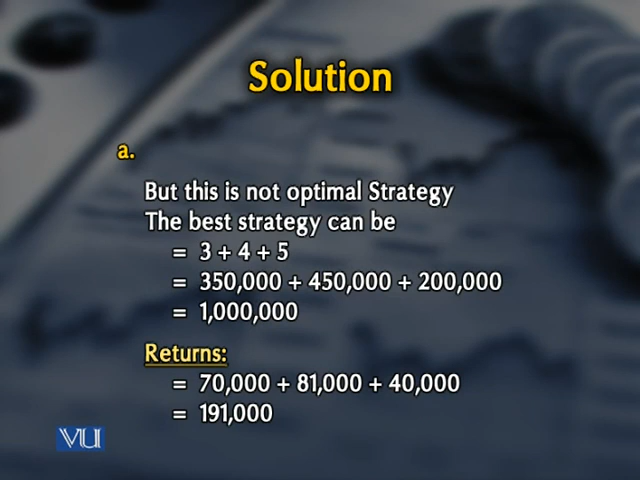 Solution
a.
But this is not optimal Strategy
The best strategy can be
= 3 + 4 + 5
= 350,000 + 450,000 + 200,000
= 1,000,000
Returns:
= 70,000 + 81,000 + 40,000
= 191,000
VU